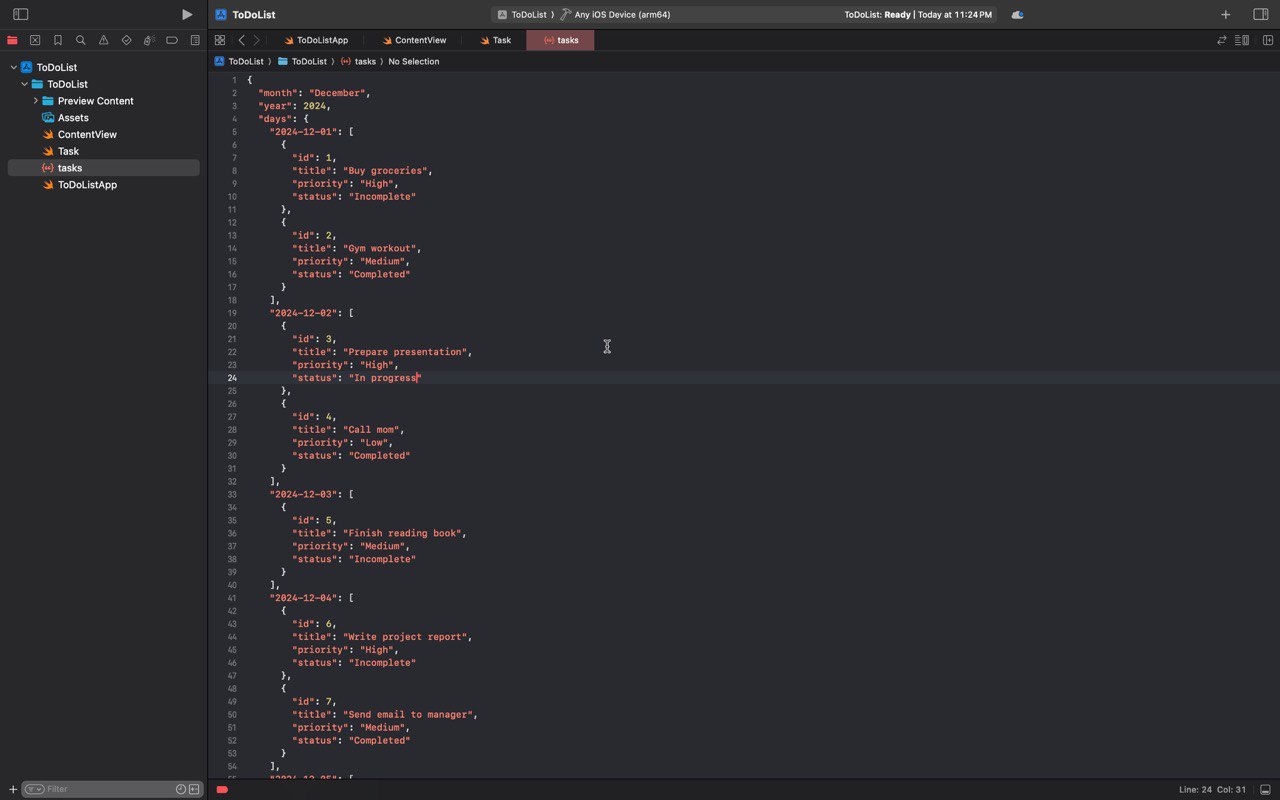 ToDoList
ToDoList
Any iOS Device (arm64)
ToDoList: Ready | Today at 11:24 PM
ToDoListApp
ContentView
Task
tasks
ToDoList
ToDoList
tasks
No Selection
ToDoList
ToDoList
Preview Content
Assets
ContentView
Task
tasks
ToDoListApp
1 {
2 "month": "December",
3 "year": 2024,
4 "days": {
5 "2024-12-01": [
6 {
7 "id": 1,
8 "title": "Buy groceries",
9 "priority": "High",
10 "status": "Incomplete"
11 },
12 {
13 "id": 2,
14 "title": "Gym workout",
15 "priority": "Medium",
16 "status": "Completed"
17 }
18 ],
19 "2024-12-02": [
20 {
21 "id": 3,
22 "title": "Prepare presentation",
23 "priority": "High",
24 "status": "In progress"
25 },
26 {
27 "id": 4,
28 "title": "Call mom",
29 "priority": "Low",
30 "status": "Completed"
31 }
32 ],
33 "2024-12-03": [
34 {
35 "id": 5,
36 "title": "Finish reading book",
37 "priority": "Medium",
38 "status": "Incomplete"
39 }
40 ],
41 "2024-12-04": [
42 {
43 "id": 6,
44 "title": "Write project report",
45 "priority": "High",
46 "status": "Incomplete"
47 },
48 {
49 "id": 7,
50 "title": "Send email to manager",
51 "priority": "Medium",
52 "status": "Completed"
53 }
54 ],
Filter
Line: 24 Col: 31